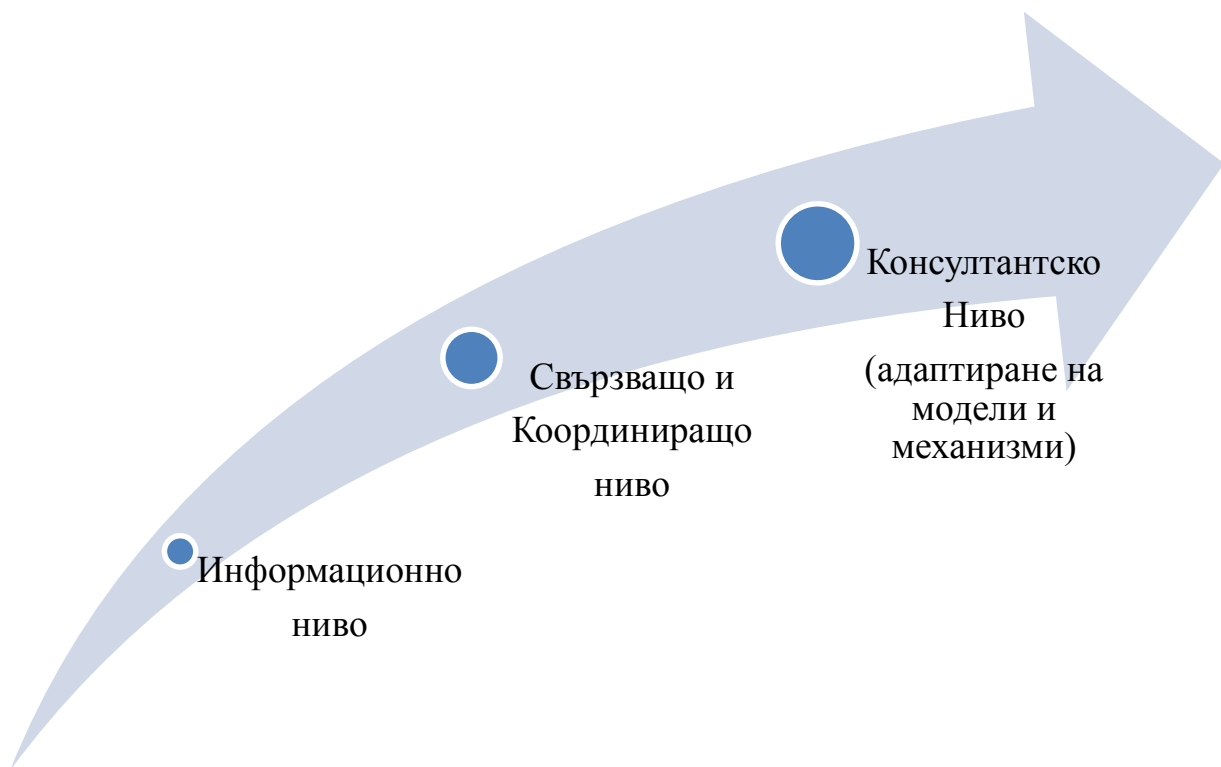 Консултантско
Ниво
(адаптиране на
модели и
механизми)
Свързващо и
Координиращо
ниво
Информационно
ниво